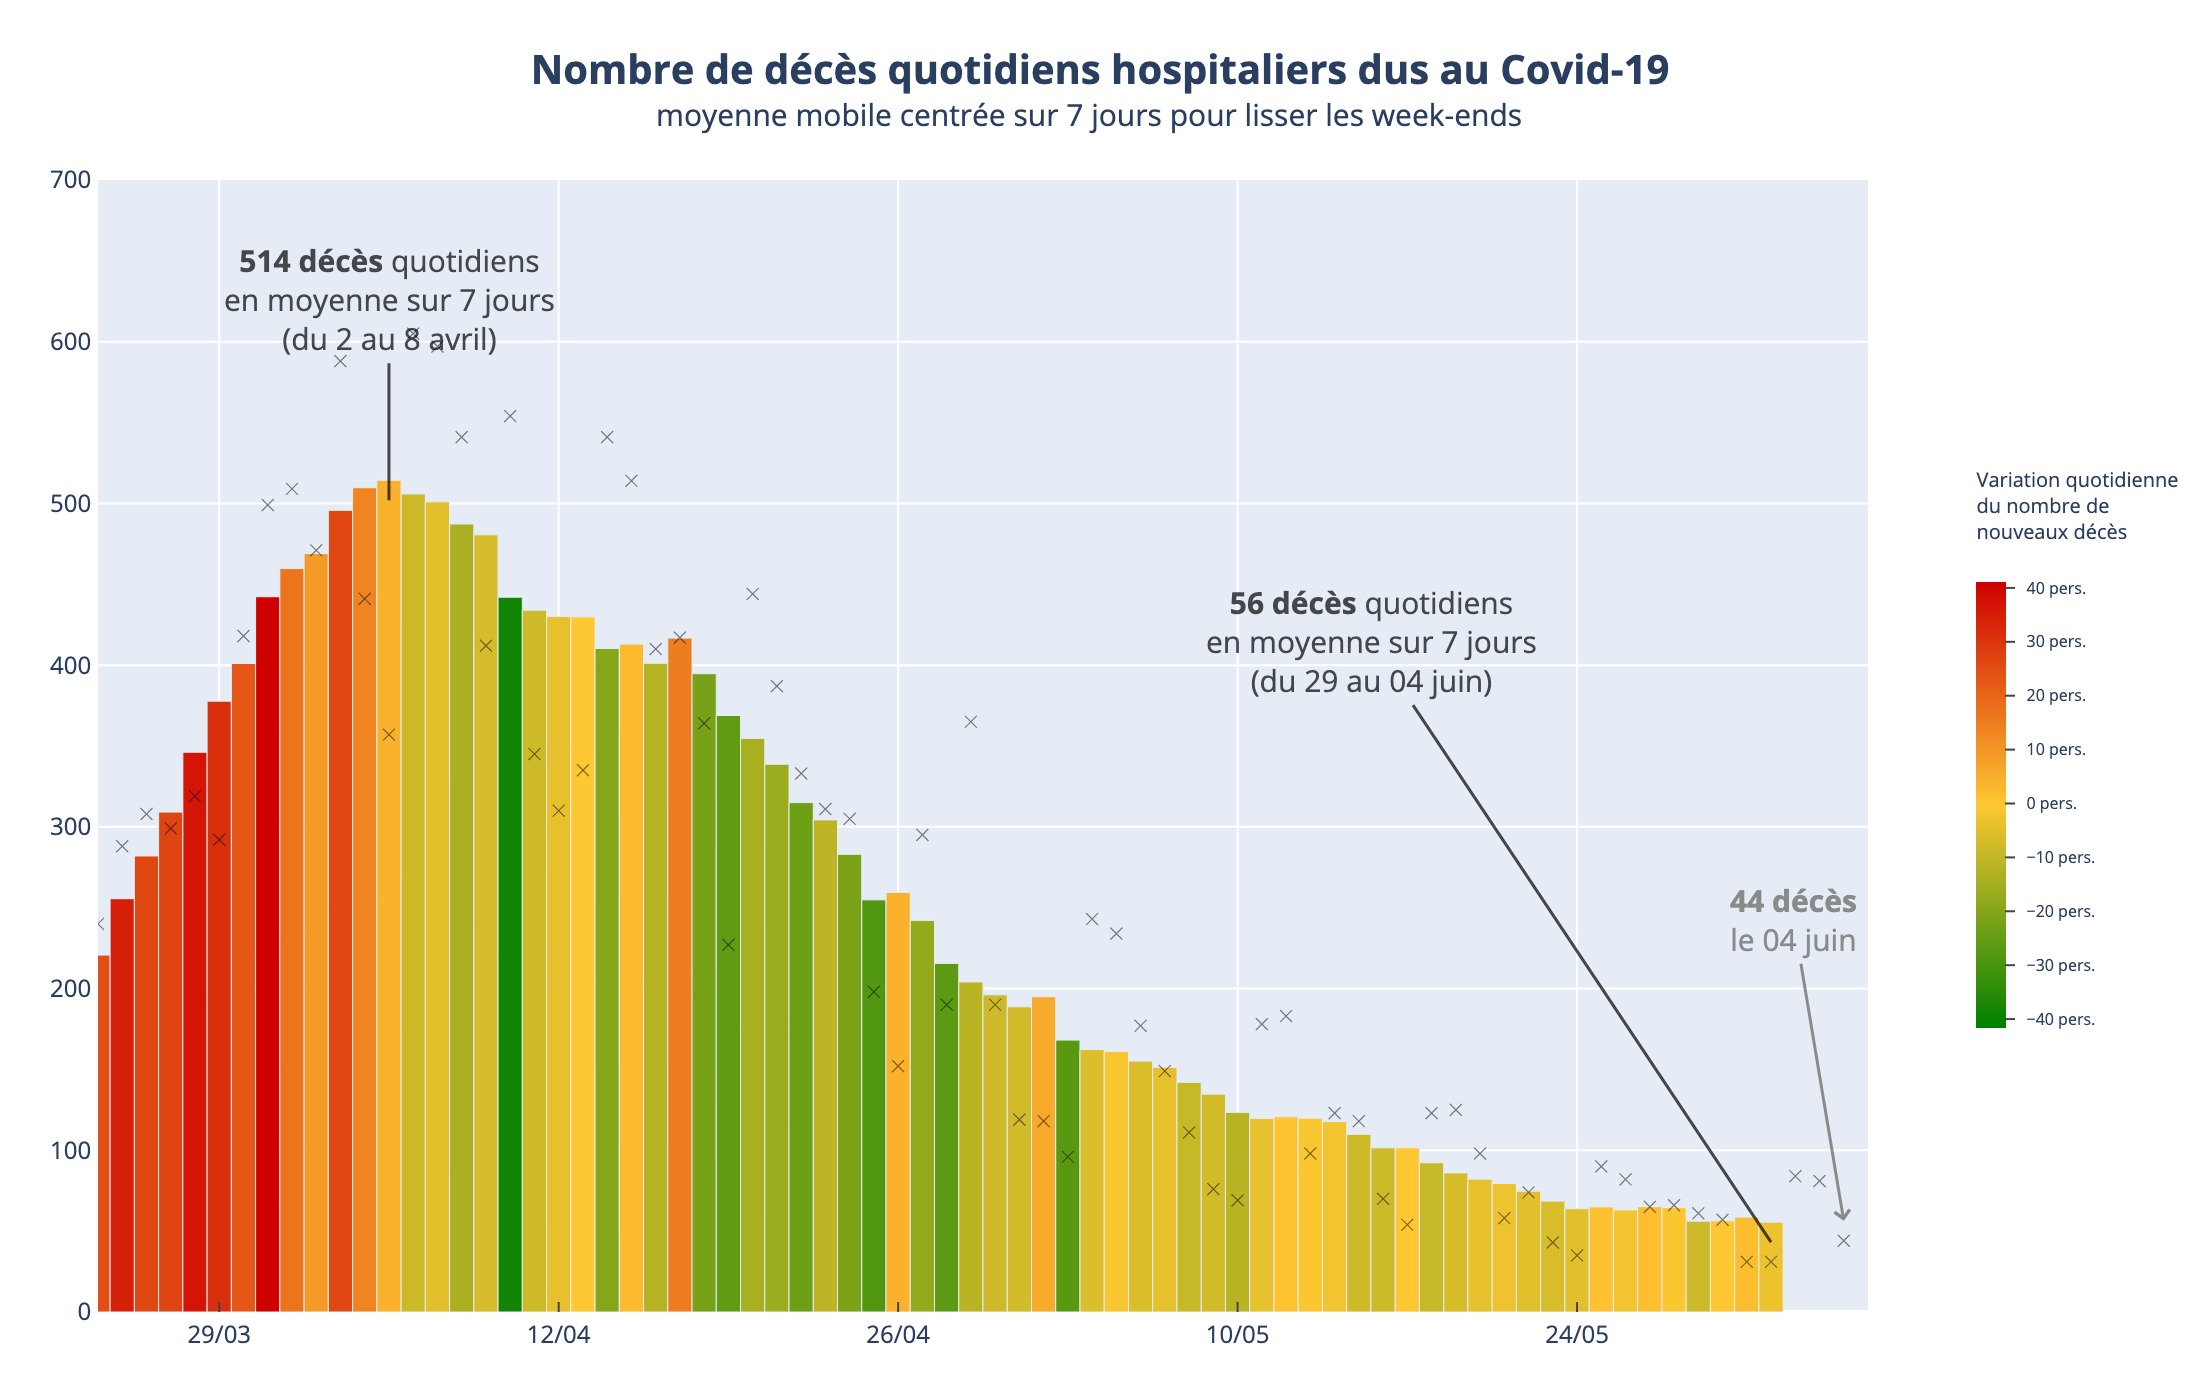 Nombre de décès quotidiens hospitaliers dus au Covid-19
moyenne mobile centrée sur 7 jours pour lisser les week-ends
700
600
500
400
300
200
100
0
514 décès quotidiens
en moyenne sur 7 jours
(du 2 au 8 avril)
56 décès quotidiens
en moyenne sur 7 jours
(du 29 au 04 juin)
44 décès
le 04 juin
29/03
12/04
26/04
10/05
24/05
Variation quotidienne
du nombre de
nouveaux décès
40 pers.
30 pers.
20 pers.
10 pers.
0 pers.
−10 pers.
−20 pers.
−30 pers.
−40 pers.